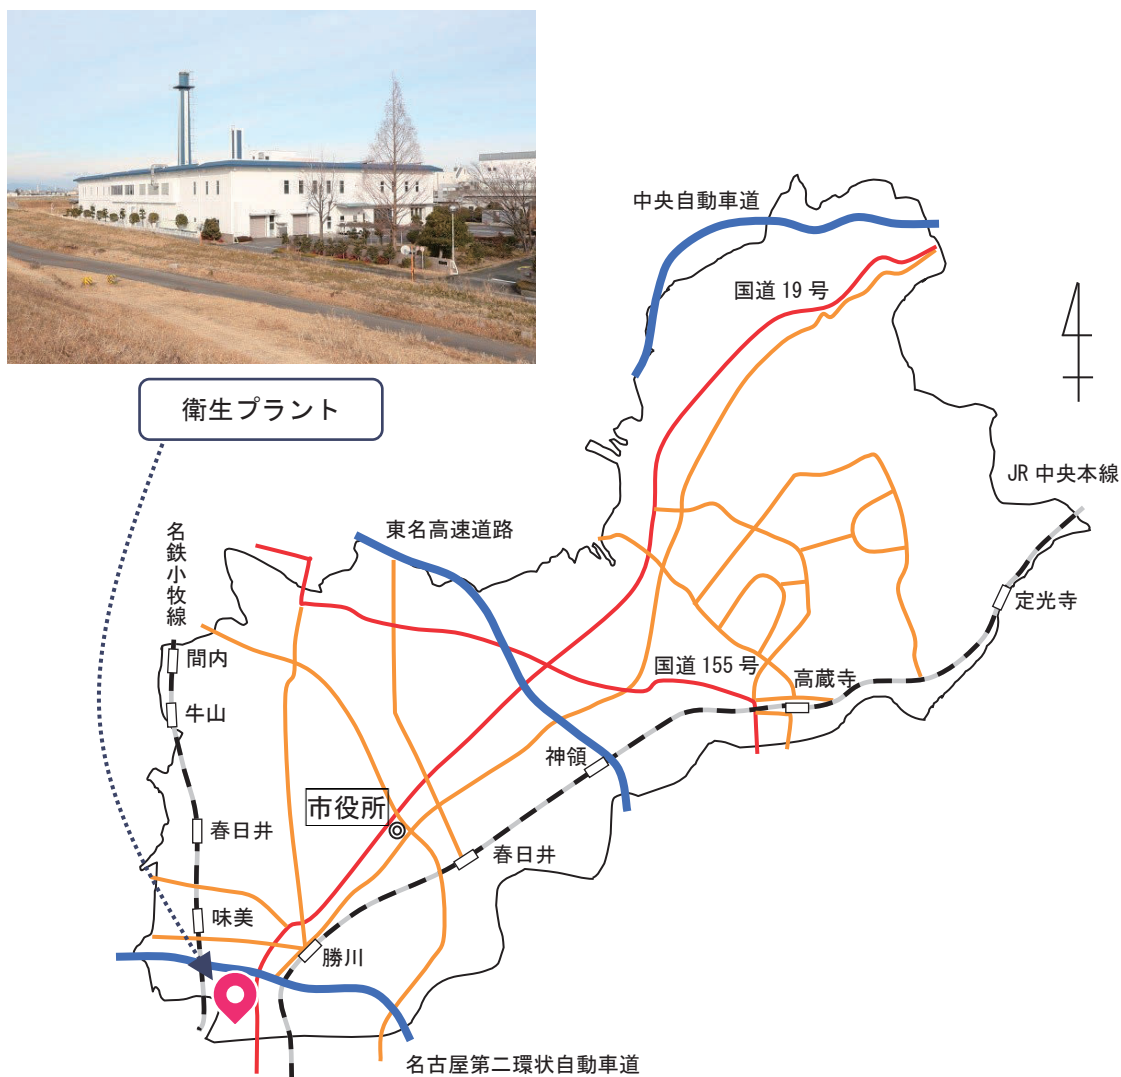 中央自動車道
国道 19 号
衛生プラント
JR 中央本線
東名高速道路
名鉄小牧線
定光寺
間内
国道 155 号
高蔵寺
牛山
神領
市役所
春日井
春日井
味美
勝川
名古屋第二環状自動車道